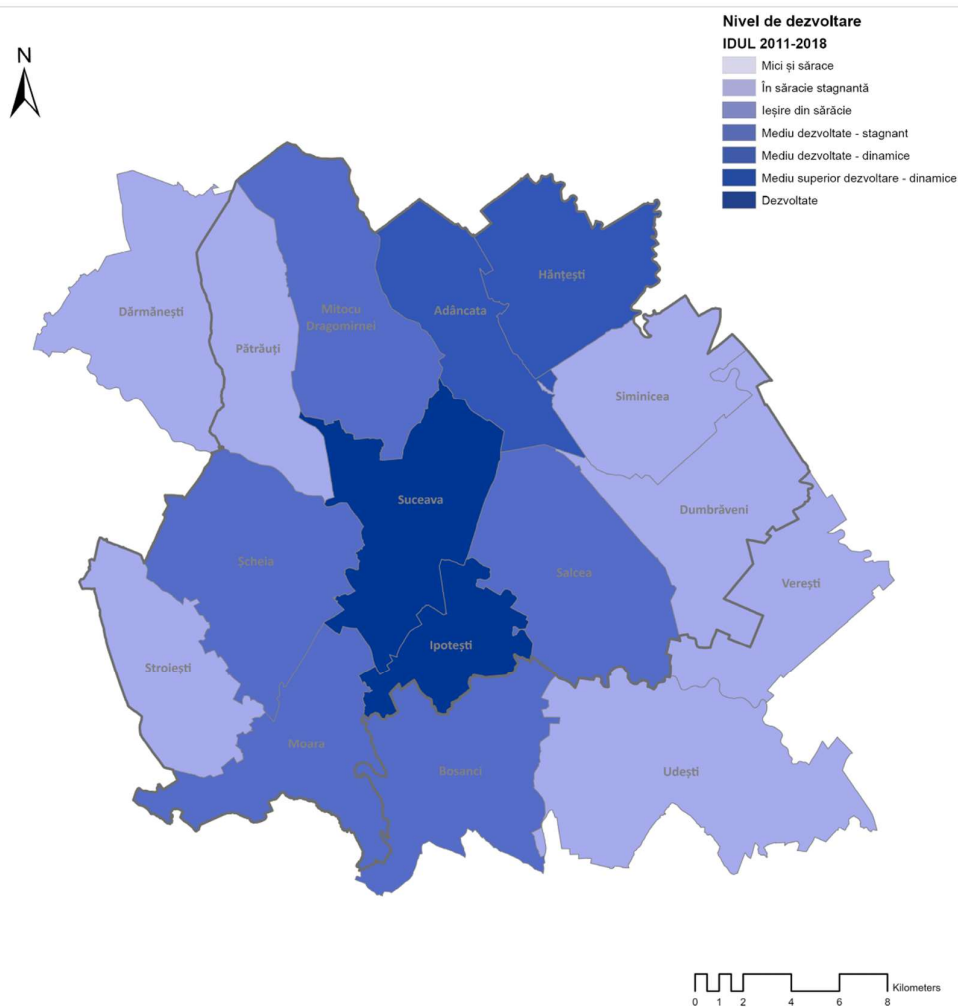 Nivel de dezvoltare
IDUL 2011-2018
Mici și sărace
În sărăcie stagnantă
Ieșire din sărăcie
Mediu dezvoltate - stagnant
Mediu dezvoltate - dinamice
Mediu superior dezvoltare - dinamice
Dezvoltate
N
Hănțești
Dărmănești
Mitocu
Dragomirnei
Adâncata
Pătrăuți
Siminicea
Suceava
Dumbrăveni
Șcheia
Salcea
Verești
Ipotești
Stroiești
Moara
Bosanci
Udești
Kilometers
0 1 2 4 6 8